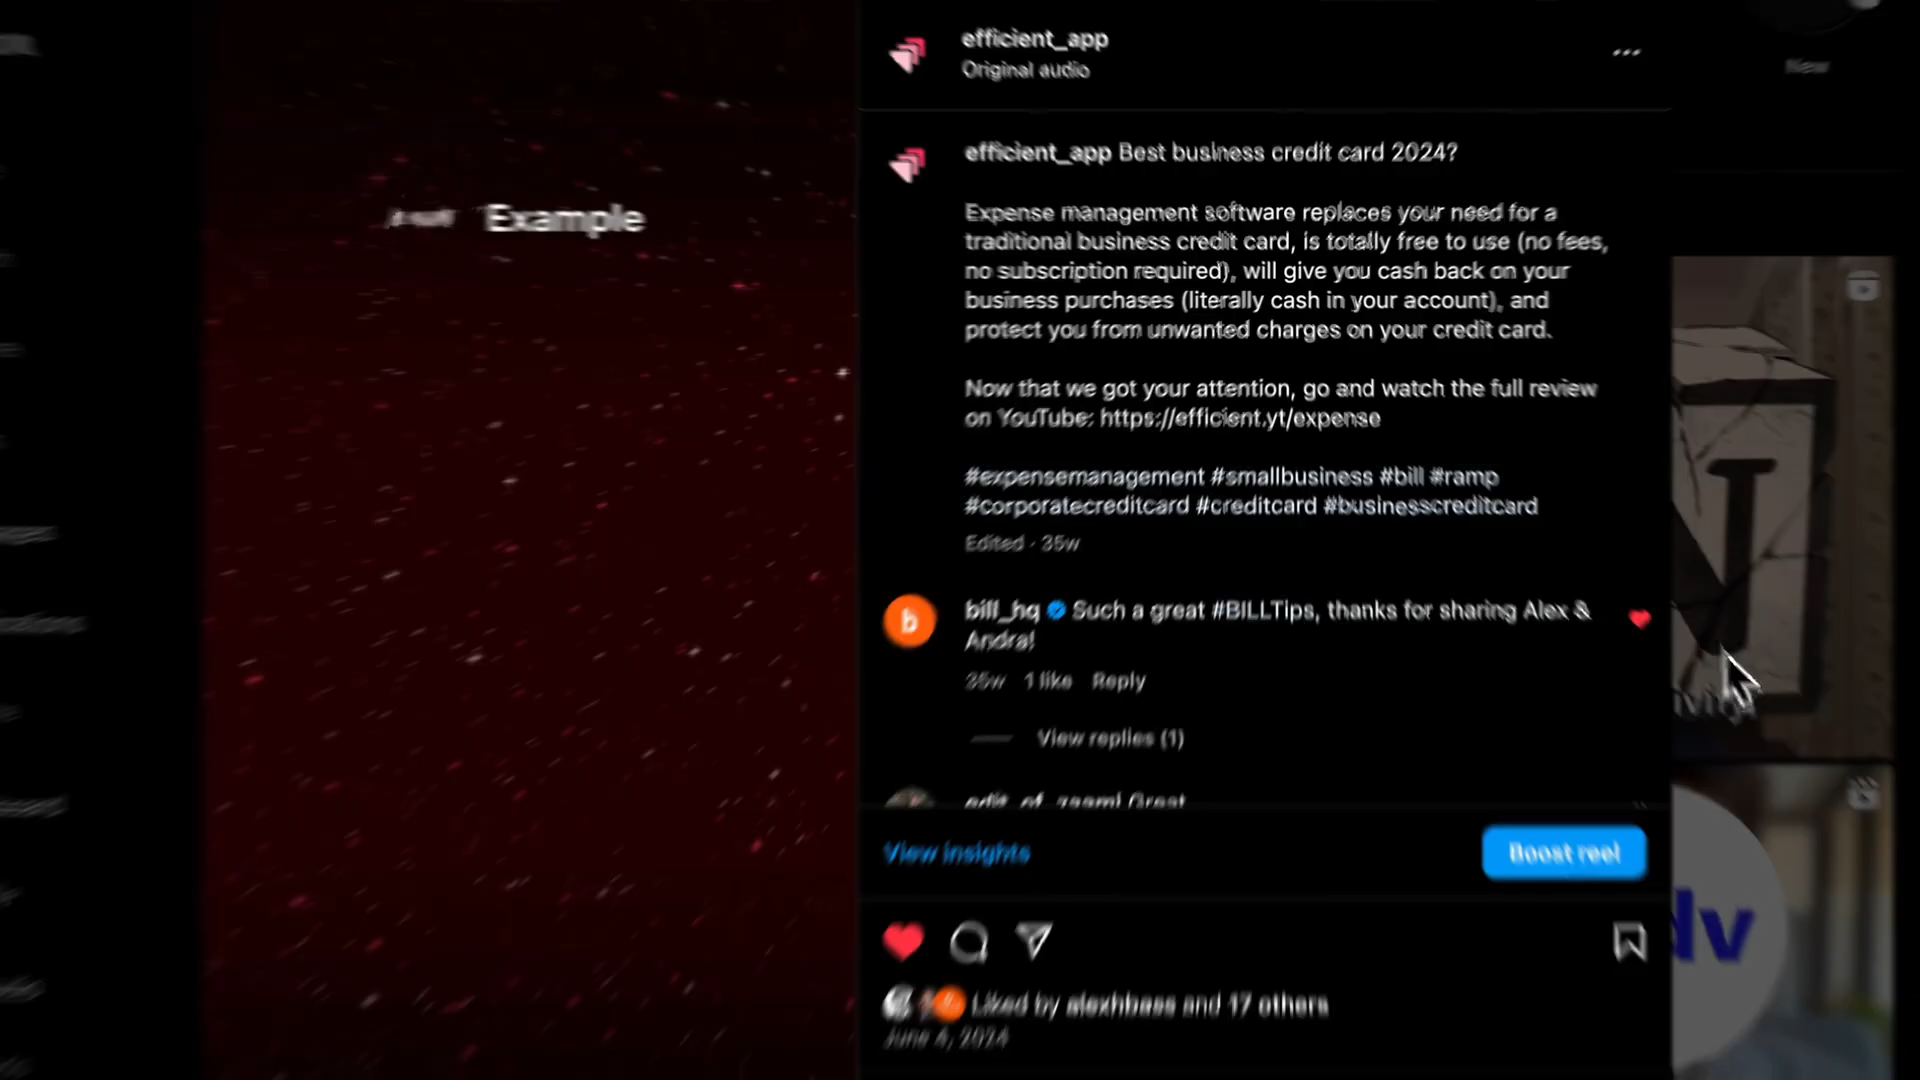 efficient_app
Original audio
New
Example
efficient_app Best business credit card 2024?
Expense management software replaces your need for a
traditional business credit card, is totally free to use (no fees,
no subscription required), will give you cash back on your
business purchases (literally cash in your account), and
protect you from unwanted charges on your credit card.
Now that we got your attention, go and watch the full review
on YouTube: https://efficient.yt/expense
#expensemanagement #smallbusiness #bill #ramp
#corporatecreditcard #creditcard #businesscreditcard
Edited · 35w
bill_hq Such a great #BILLTips, thanks for sharing Alex &
Andra!
35w 1 like Reply
View replies (1)
edit_of_zaami Great
View insights
Boost reel
dv
Liked by alexhbass and 17 others
June 4, 2024